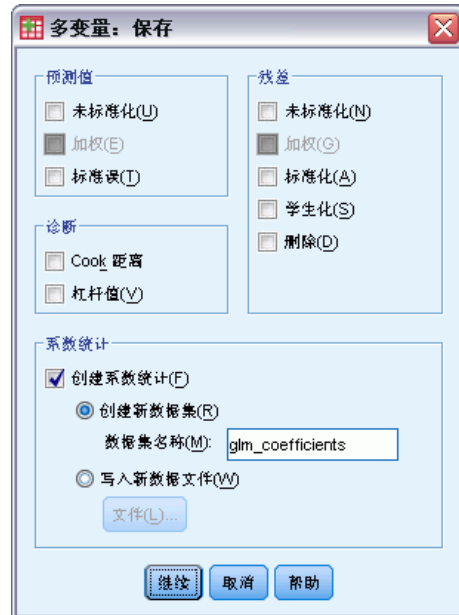 多变量：保存
预测值
未标准化(U)
加权(E)
标准误(T)
残差
未标准化(N)
加权(G)
标准化(A)
学生化(S)
删除(D)
诊断
Cook 距离
杠杆值(V)
系数统计
创建系数统计(F)
创建新数据集(R)
数据集名称(M): glm_coefficients
写入新数据文件(W)
文件(L)...
继续 取消 帮助